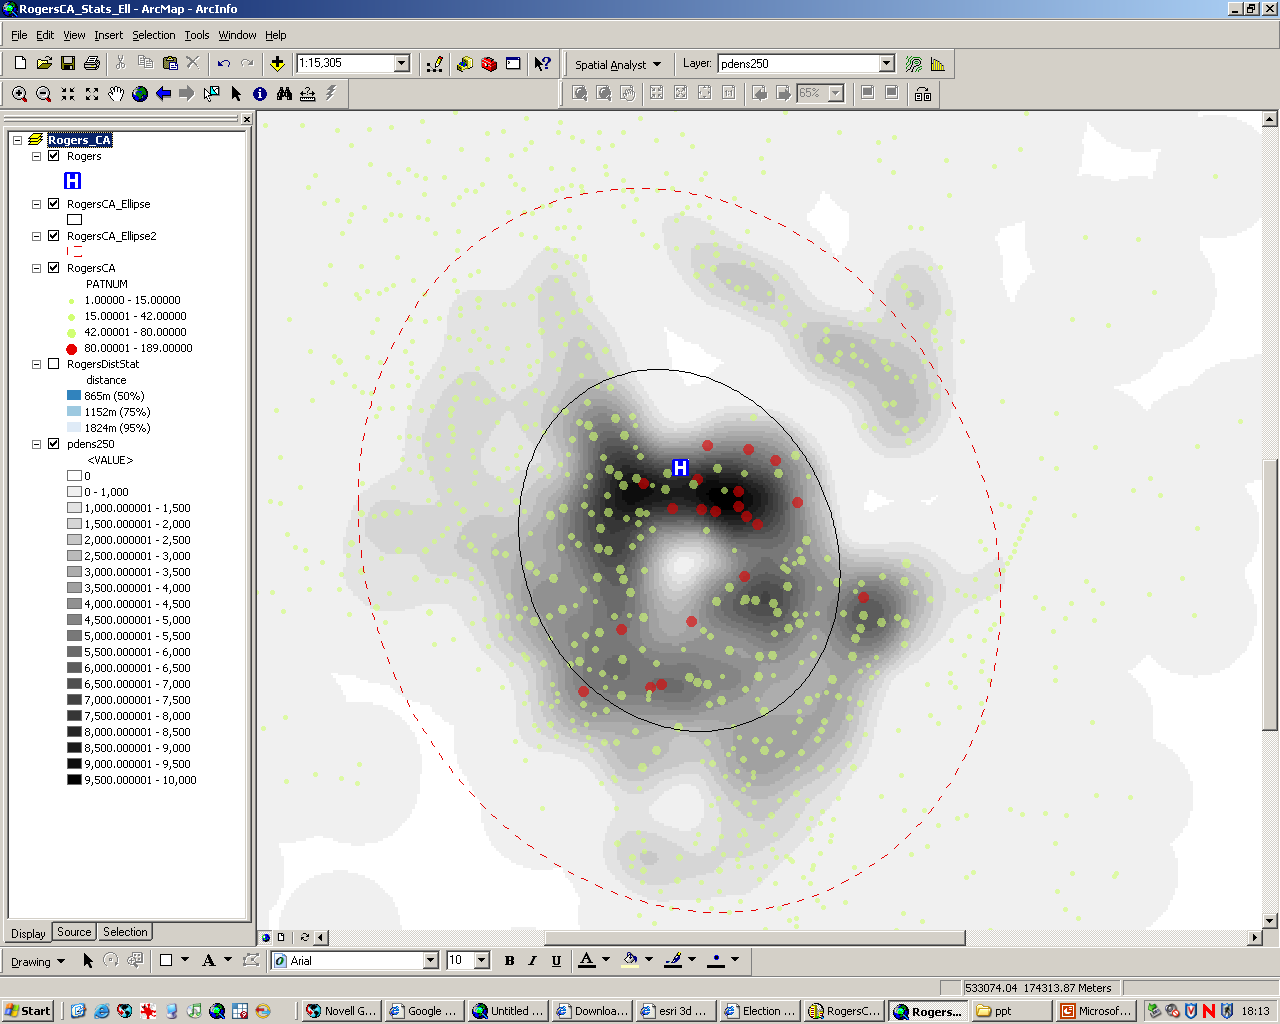 RogersCA_Stats_Ell - ArcMap - ArcInfo
File Edit View Insert Selection Tools Window Help
1:15,305
Spatial Analyst
Layer: pdens250
65%
Rogers_CA
Rogers
H
RogersCA_Ellipse
RogersCA_Ellipse2
RogersCA
PATNUM
1.00000 - 15.00000
15.00001 - 42.00000
42.00001 - 80.00000
80.00001 - 189.00000
RogersDistStat
distance
865m (50%)
1152m (75%)
1824m (95%)
pdens250
<VALUE>
0
0 - 1,000
1,000.000001 - 1,500
1,500.000001 - 2,000
2,000.000001 - 2,500
2,500.000001 - 3,000
3,000.000001 - 3,500
3,500.000001 - 4,000
4,000.000001 - 4,500
4,500.000001 - 5,000
5,000.000001 - 5,500
5,500.000001 - 6,000
6,000.000001 - 6,500
6,500.000001 - 7,000
7,000.000001 - 7,500
7,500.000001 - 8,000
8,000.000001 - 8,500
8,500.000001 - 9,000
9,000.000001 - 9,500
9,500.000001 - 10,000
H
Display Source Selection
Drawing A Arial 10 B I U A
533074.04 174313.87 Meters
Start Novell G... Google ... Untitled ... Downloa... esri 3d ... Election ... RogersC... Rogers... ppt Microsof... 18:13